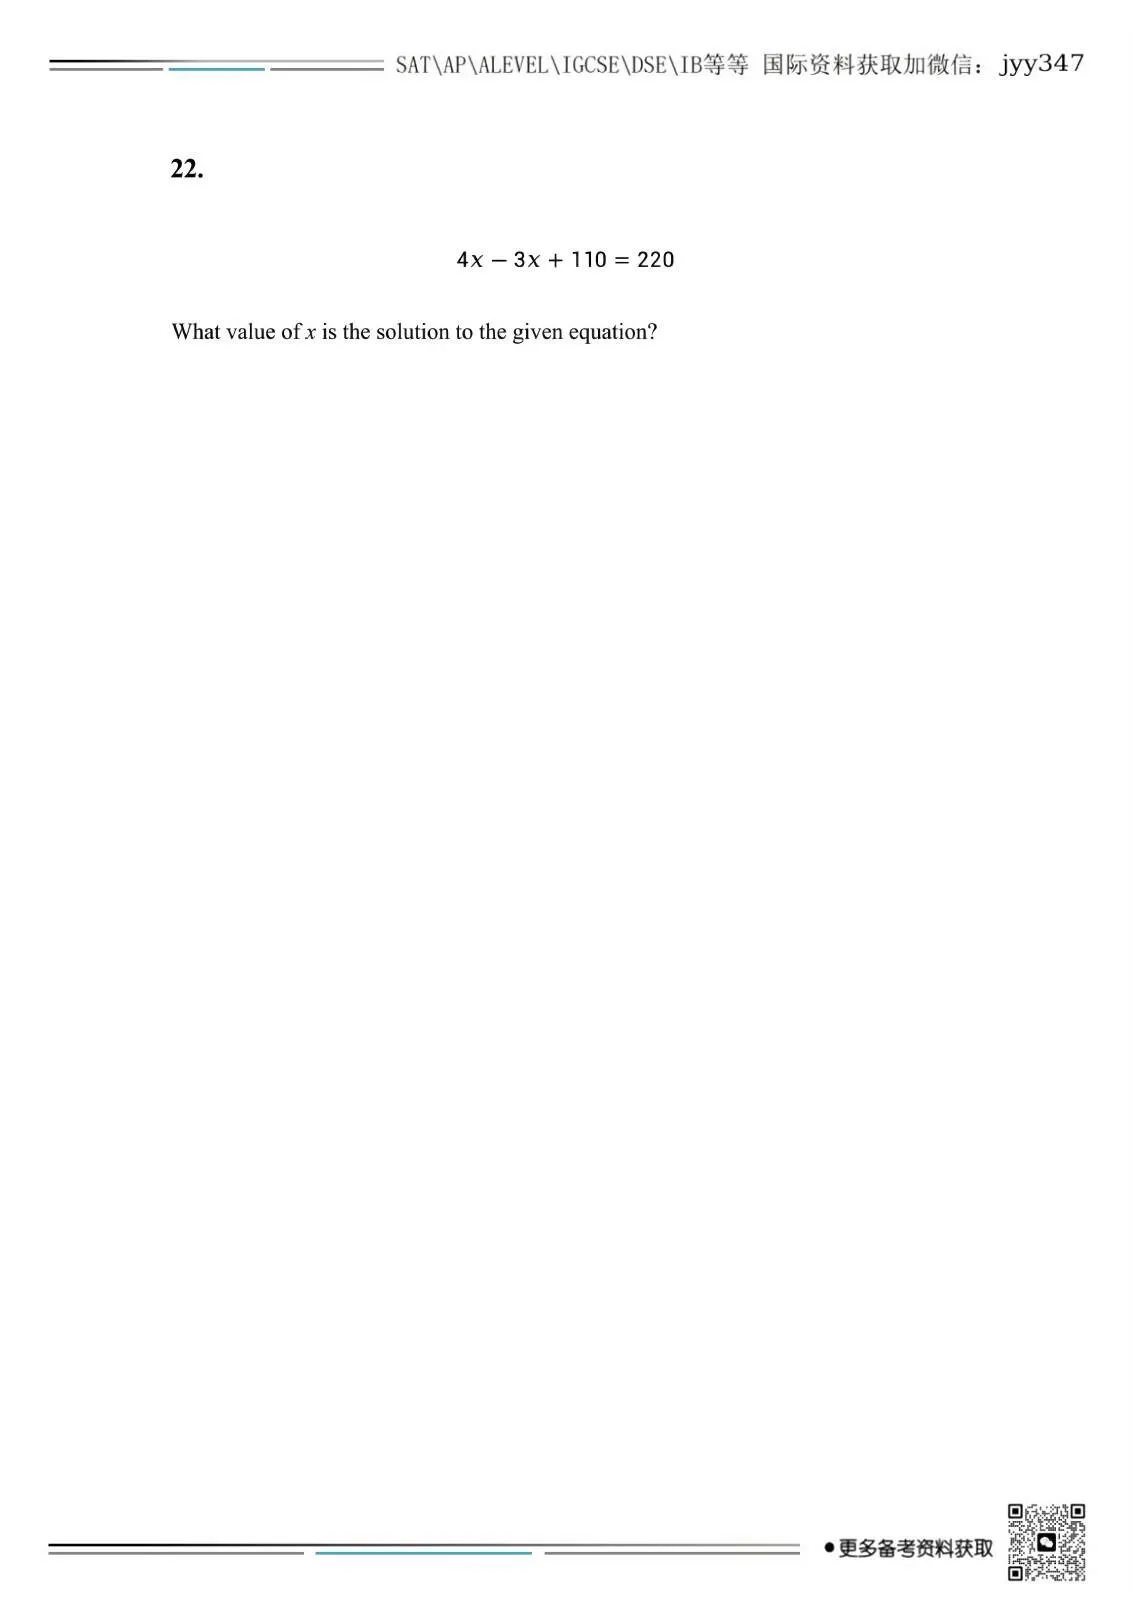 SAT\AP\ALEVEL\IGCSE\DSE\IB等等 国际资料获取加微信：jyy347
22.
4x − 3x + 110 = 220
What value of x is the solution to the given equation?
●更多备考资料获取